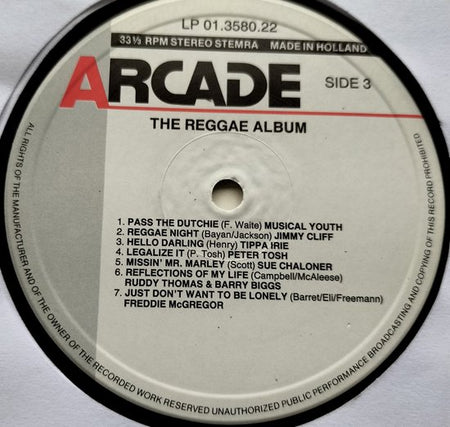 LP 01.3580.22
33⅓ RPM STEREO STEMRA MADE IN HOLLAND
ARCADE
SIDE 3
THE REGGAE ALBUM
1. PASS THE DUTCHIE (F. Waite) MUSICAL YOUTH
2. REGGAE NIGHT (Bayan/Jackson) JIMMY CLIFF
3. HELLO DARLING (Henry) TIPPA IRIE
4. LEGALIZE IT (P. Tosh) PETER TOSH
5. MISSIN' MR. MARLEY (Scott) SUE CHALONER
6. REFLECTIONS OF MY LIFE (Campbell/McAleese)
RUDDY THOMAS & BARRY BIGGS
7. JUST DON'T WANT TO BE LONELY (Barret/Eli/Freemann)
FREDDIE McGREGOR
ALL RIGHTS OF THE MANUFACTURER AND OF THE OWNER OF THE RECORDED WORK RESERVED UNAUTHORIZED PUBLIC PERFORMANCE BROADCASTING AND COPYING OF THIS RECORD PROHIBITED